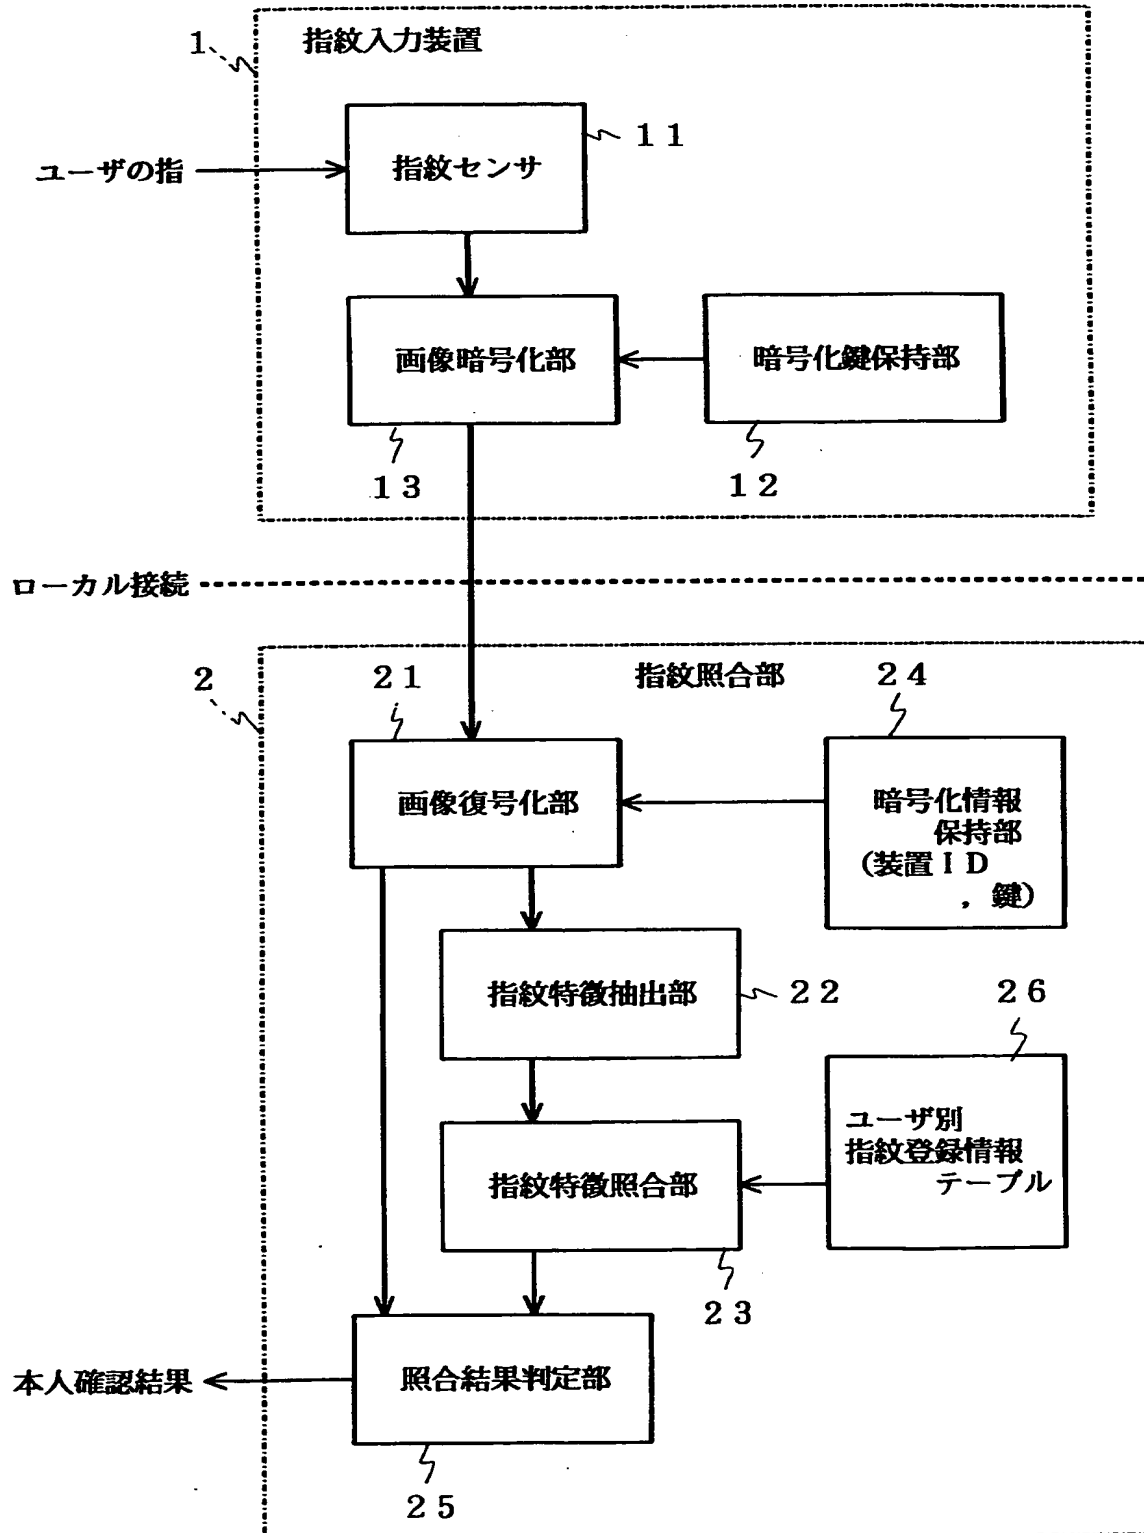 1
指紋入力装置
11
ユーザの指
指紋センサ
画像暗号化部
暗号化鍵保持部
13
12
ローカル接続
2
21
指紋照合部
24
画像復号化部
暗号化情報
保持部
(装置ID
,鍵)
指紋特徴抽出部
22
26
ユーザ別
指紋登録情報
テーブル
指紋特徴照合部
23
本人確認結果
照合結果判定部
25